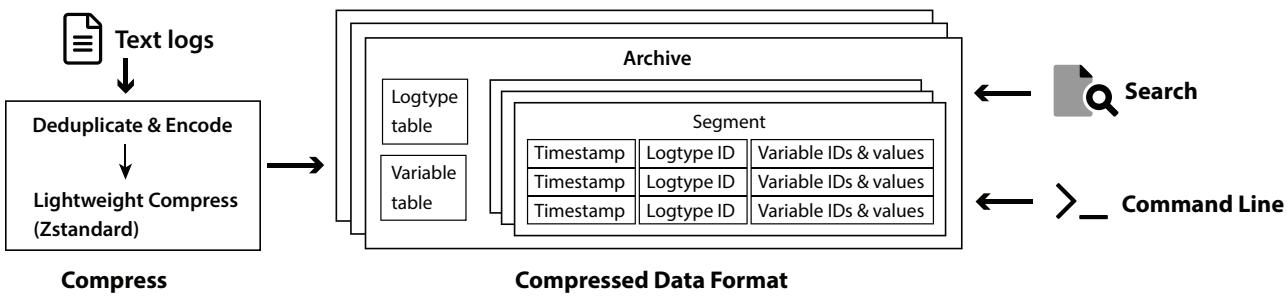 Text logs
Deduplicate & Encode
Lightweight Compress
(Zstandard)
Compress
Archive
Logtype
table
Variable
table
Segment
Timestamp Logtype ID Variable IDs & values
Timestamp Logtype ID Variable IDs & values
Timestamp Logtype ID Variable IDs & values
Compressed Data Format
Search
Command Line